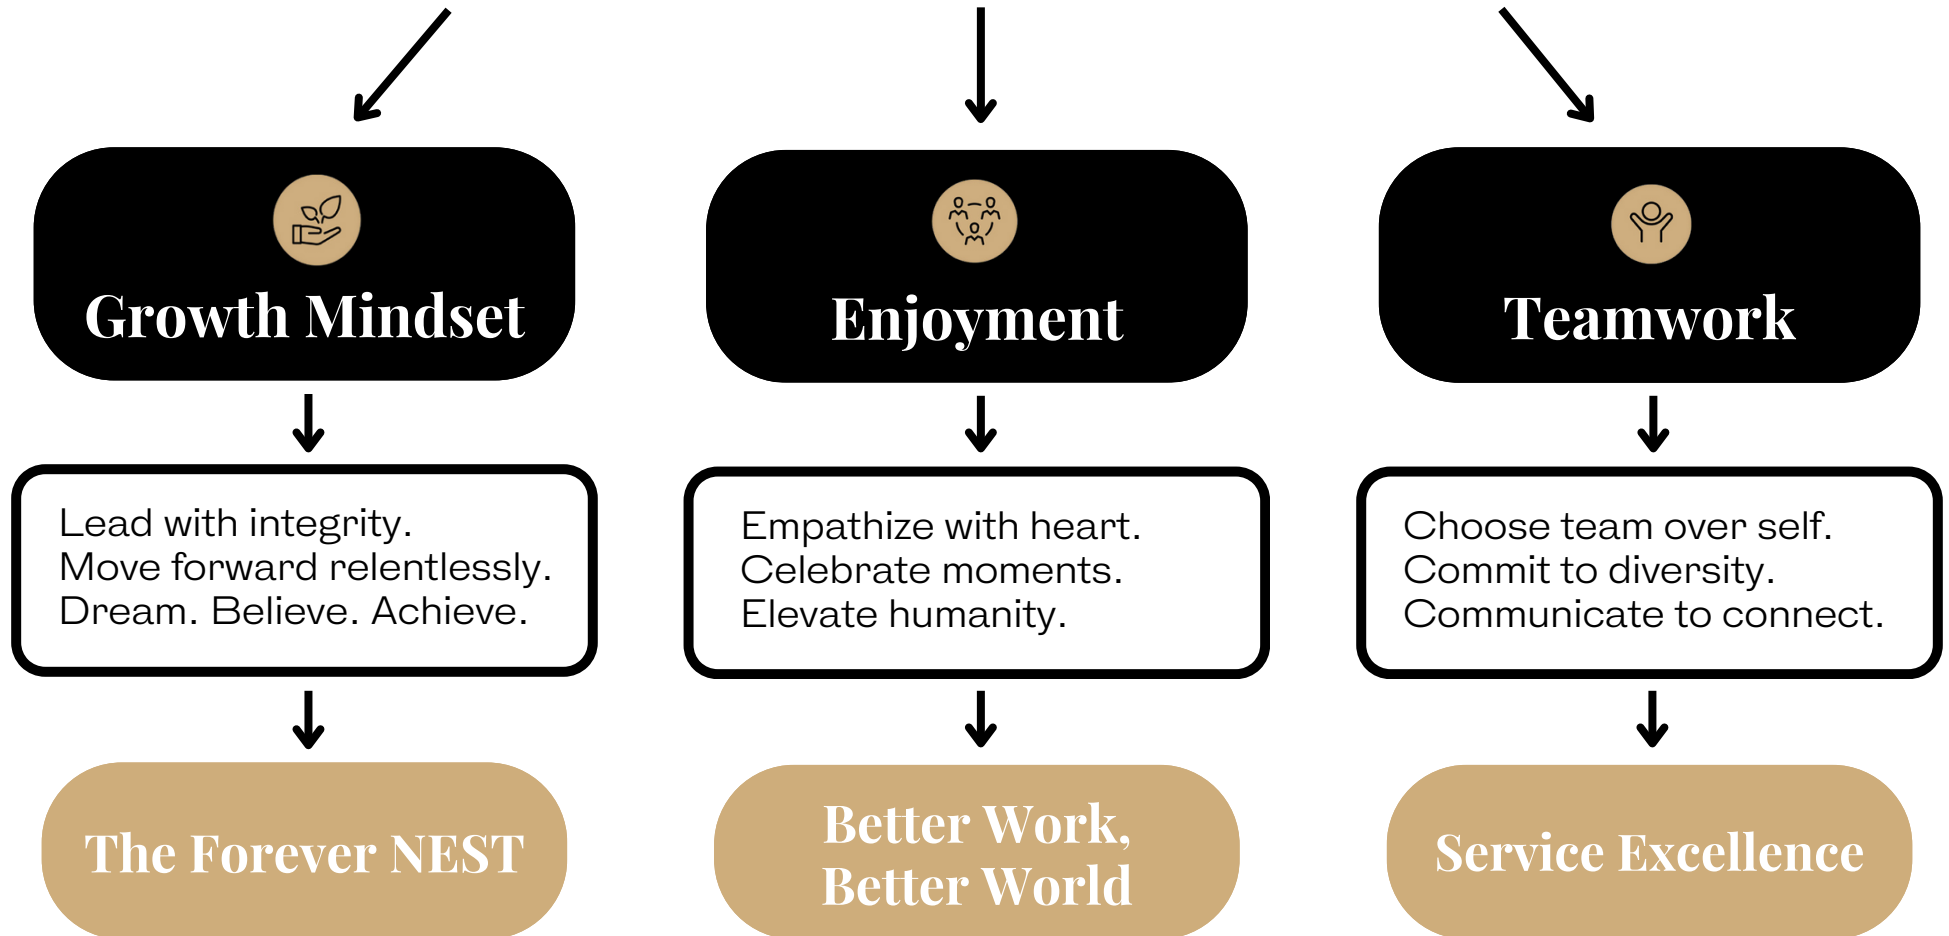 Growth Mindset
Lead with integrity.
Move forward relentlessly.
Dream. Believe. Achieve.
The Forever NEST
Enjoyment
Empathize with heart.
Celebrate moments.
Elevate humanity.
Better Work,
Better World
Teamwork
Choose team over self.
Commit to diversity.
Communicate to connect.
Service Excellence